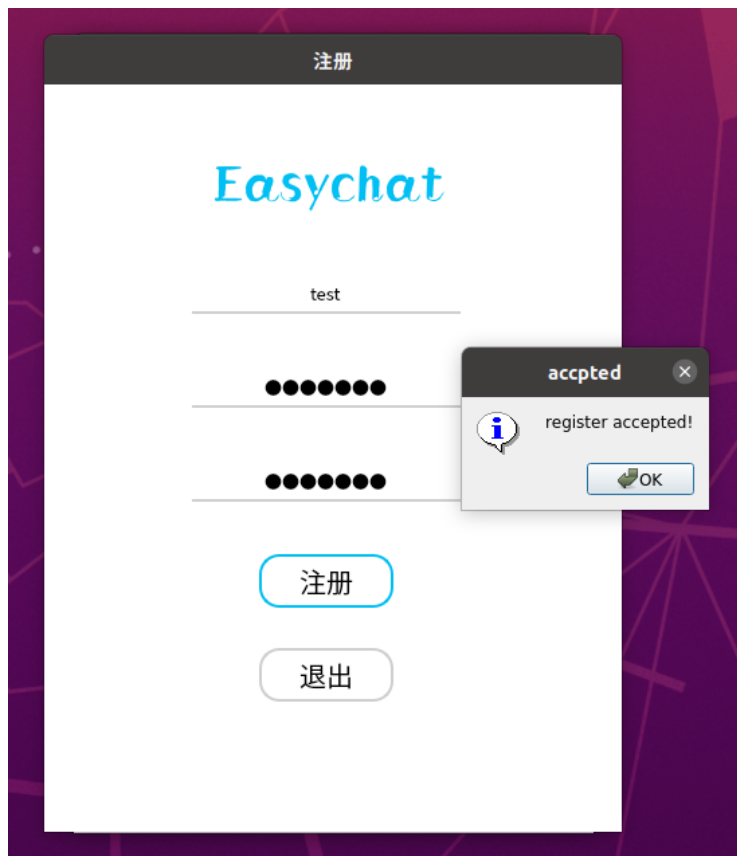 注册
Easychat
test
accpted
register accepted!
OK
注册
退出